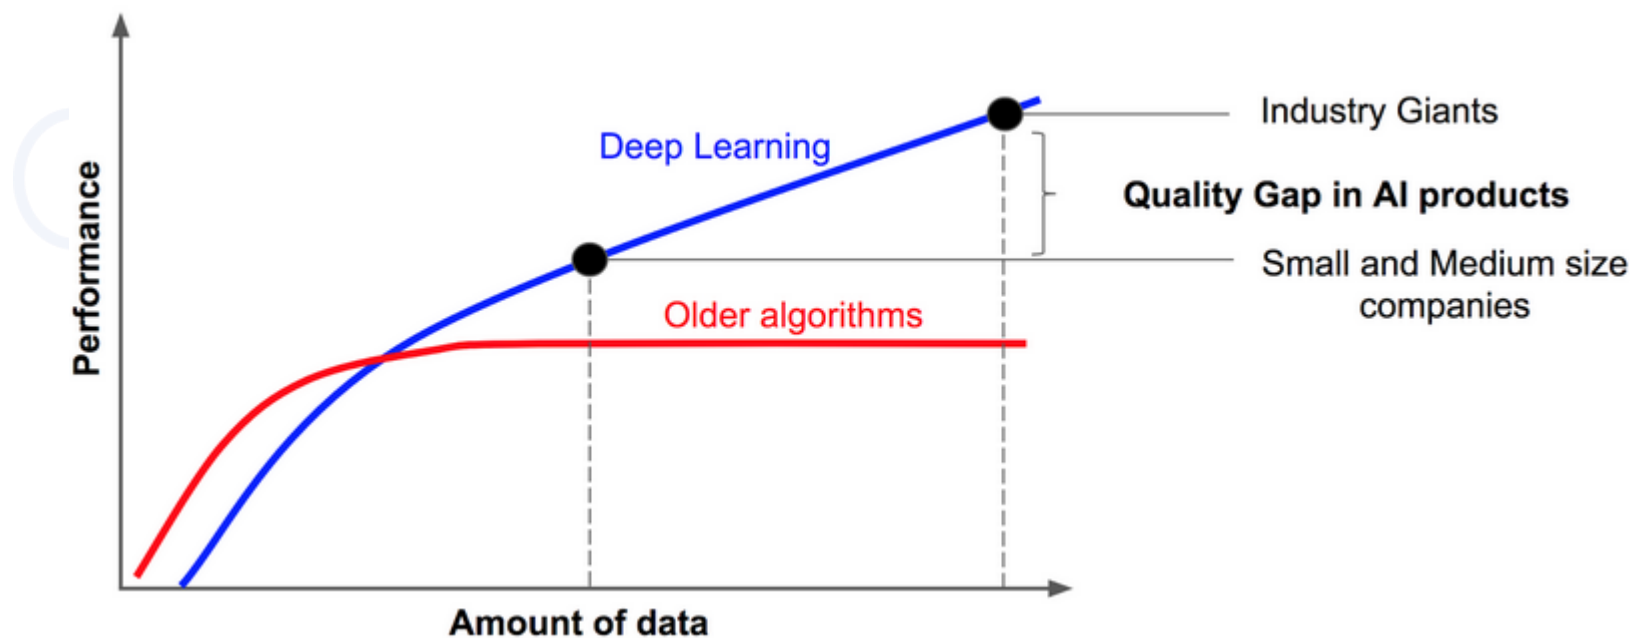 Industry Giants
Deep Learning
Quality Gap in AI products
Performance
Small and Medium size
companies
Older algorithms
Amount of data